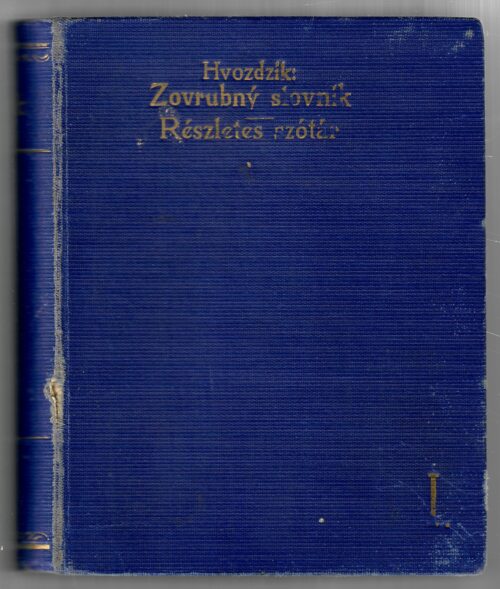 Hvozdzík:
Zovrubný slovník
Részletes szótár
I.